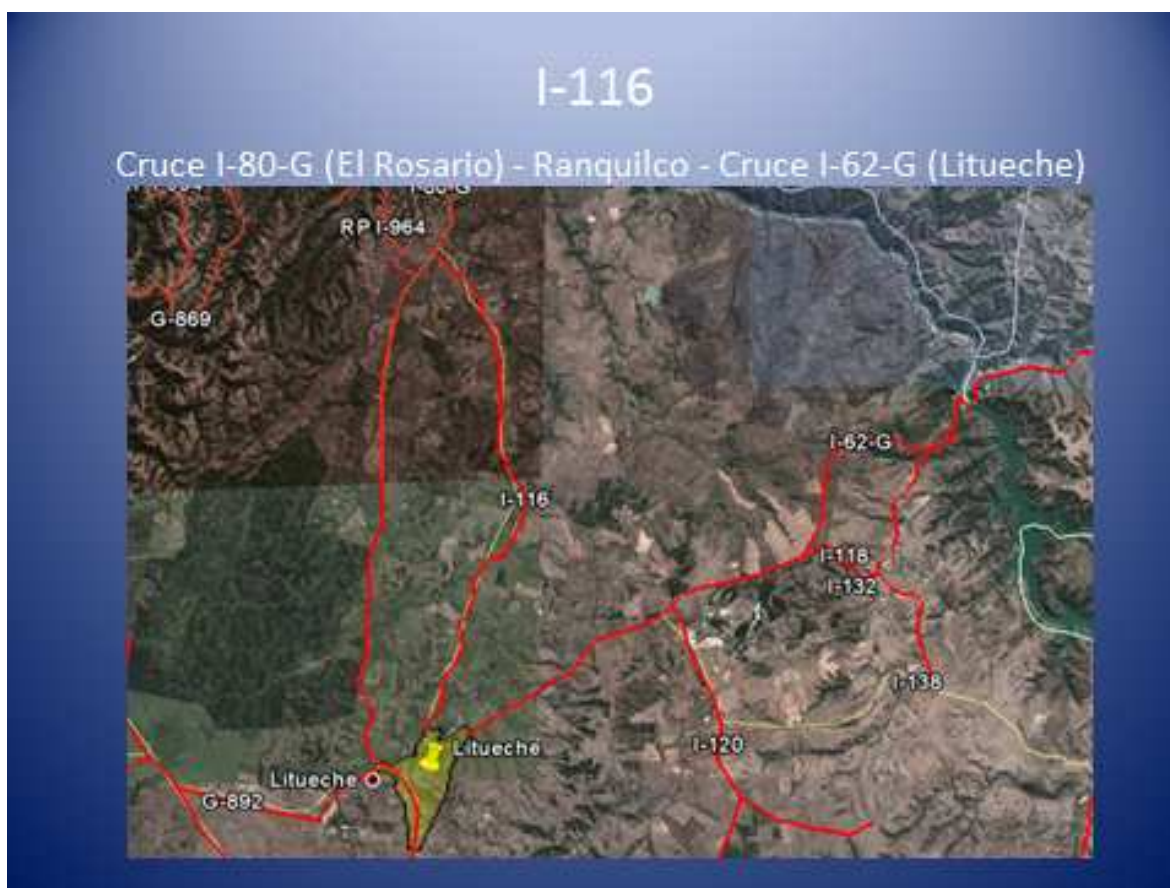 I-116
Cruce I-80-G (El Rosario) - Ranquilco - Cruce I-62-G (Litueche)
RP I-964
G-869
I-62-G
I-116
I-118
I-132
I-138
Litueche
I-120
Litueche
G-892